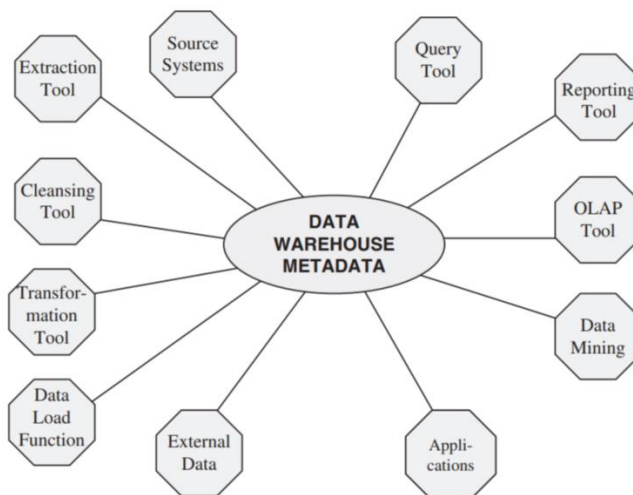 Extraction
Tool
Source
Systems
Query
Tool
Reporting
Tool
Cleansing
Tool
DATA
WAREHOUSE
METADATA
OLAP
Tool
Transfor-
mation
Tool
Data
Mining
Data
Load
Function
External
Data
Appli-
cations